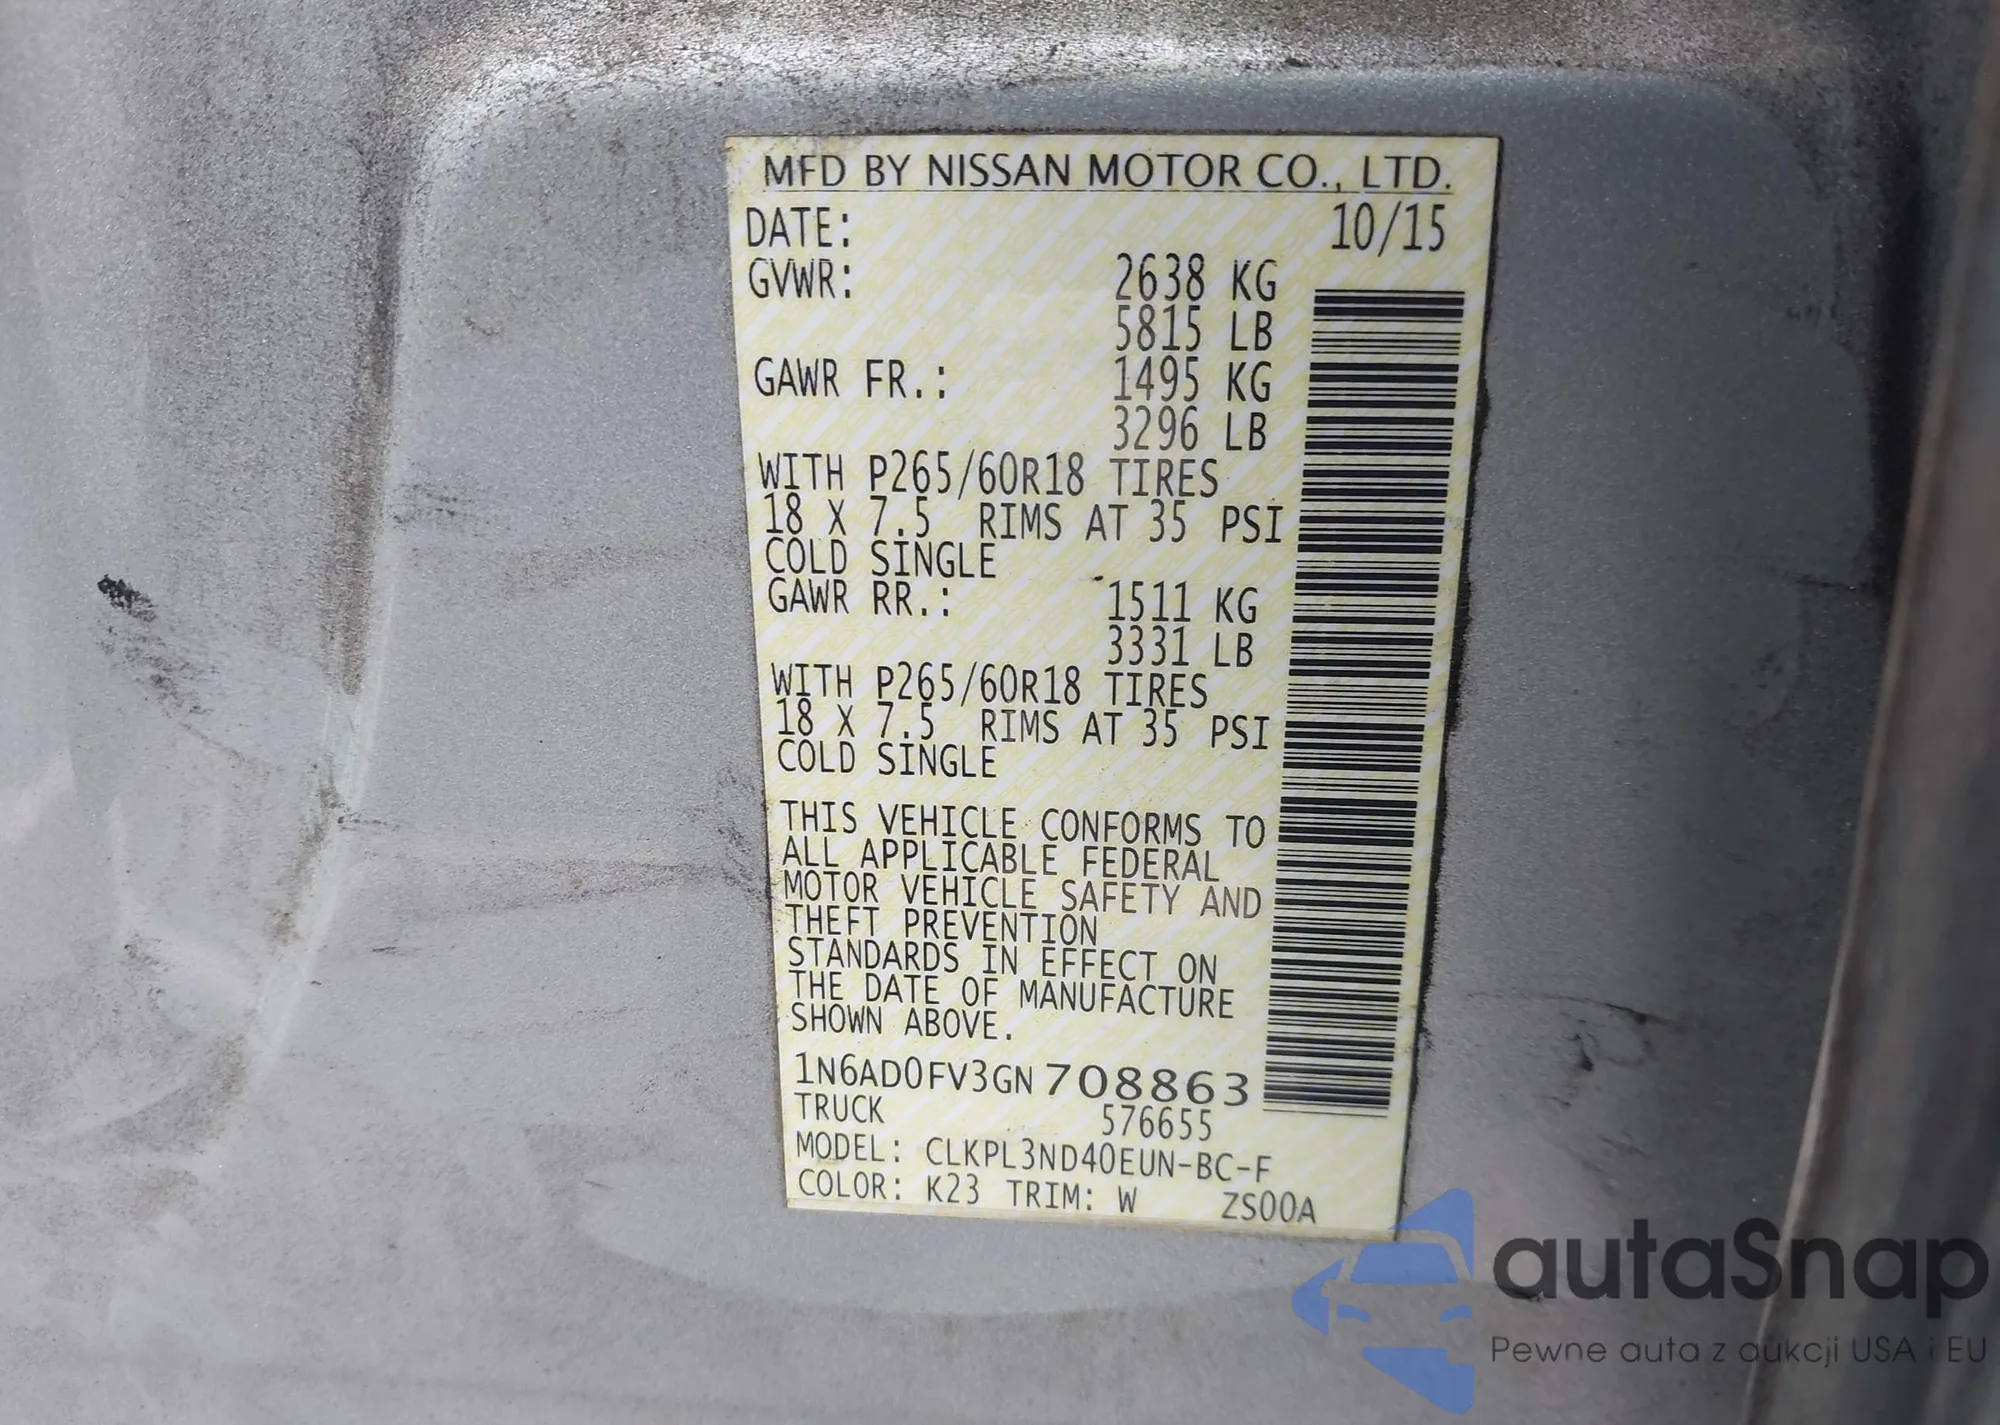 MFD BY NISSAN MOTOR CO., LTD.
DATE: 10/15
GVWR: 2638 KG
5815 LB
GAWR FR.: 1495 KG
3296 LB
WITH P265/60R18 TIRES
18 X 7.5 RIMS AT 35 PSI
COLD SINGLE
GAWR RR.: 1511 KG
3331 LB
WITH P265/60R18 TIRES
18 X 7.5 RIMS AT 35 PSI
COLD SINGLE
THIS VEHICLE CONFORMS TO
ALL APPLICABLE FEDERAL
MOTOR VEHICLE SAFETY AND
THEFT PREVENTION
STANDARDS IN EFFECT ON
THE DATE OF MANUFACTURE
SHOWN ABOVE.
1N6AD0FV3GN708863
TRUCK 576655
MODEL: CLKPL3ND40EUN-BC-F
COLOR: K23 TRIM: W ZS00A
autaSnap
Pewne auta z aukcji USA i EU